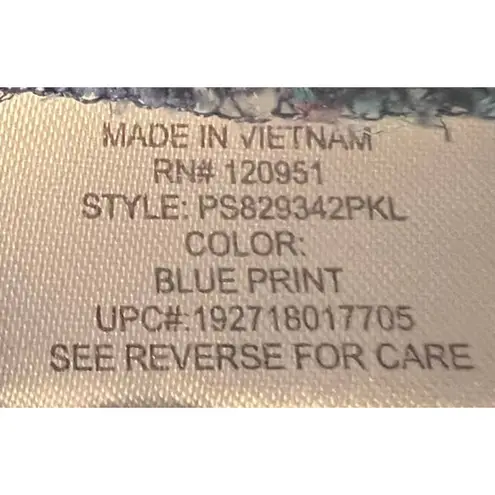 MADE IN VIETNAM
RN# 120951
STYLE: PS829342PKL
COLOR:
BLUE PRINT
UPC#:192718017705
SEE REVERSE FOR CARE